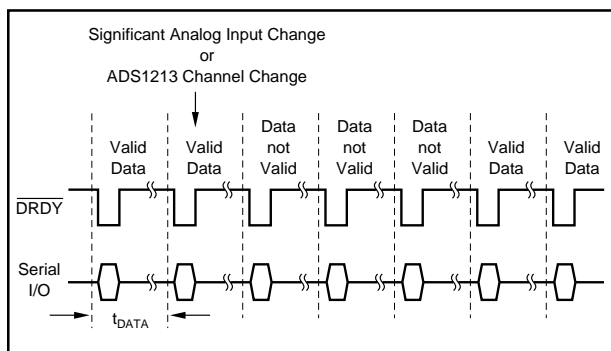 Significant Analog Input Change
or
ADS1213 Channel Change
Valid
Data
Valid
Data
Data
not
Valid
Data
not
Valid
Data
not
Valid
Valid
Data
Valid
Data
DRDY
Serial
I/O
tDATA